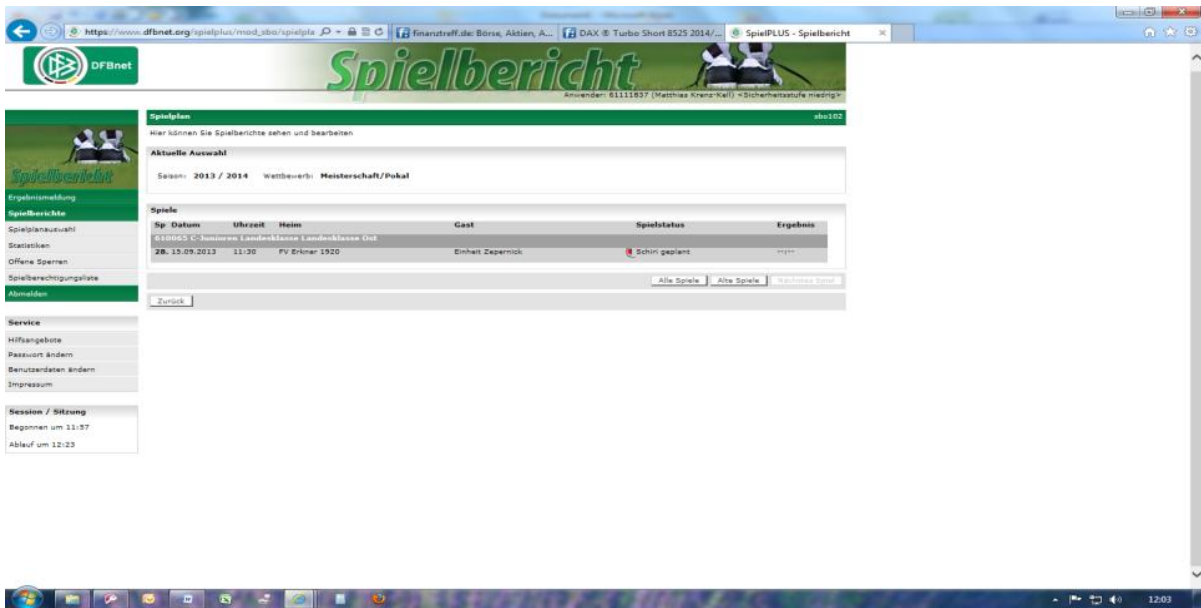 https://www.dfbnet.org/spielplus/mod_sbo/spielpla
finanztreff.de: Börse, Aktien, A...
DAX ® Turbo Short 8525 2014/...
SpielPLUS - Spielbericht
DFBnet
Spielbericht
Anwender: 61111837 (Matthias Krenz-Kell) <Sicherheitsstufe niedrig>
Spielplan sbo102
Hier können Sie Spielberichte sehen und bearbeiten
Aktuelle Auswahl
Saison: 2013 / 2014 Wettbewerb: Meisterschaft/Pokal
Spielbericht
Ergebnismeldung
Spielberichte
Spielplanauswahl
Statistiken
Offene Sperren
Spielberechtigungsliste
Abmelden
Spiele
Sp Datum Uhrzeit Heim Gast Spielstatus Ergebnis
610065 C-Junioren Landesklasse Landesklasse Ost
28. 15.09.2013 11:30 FV Erkner 1920 Einheit Zepernick Schiri geplant --:--
Alle Spiele Alte Spiele Nächstes Spiel
Zurück
Service
Hilfsangebote
Passwort ändern
Benutzerdaten ändern
Impressum
Session / Sitzung
Begonnen um 11:57
Ablauf um 12:23
12:03